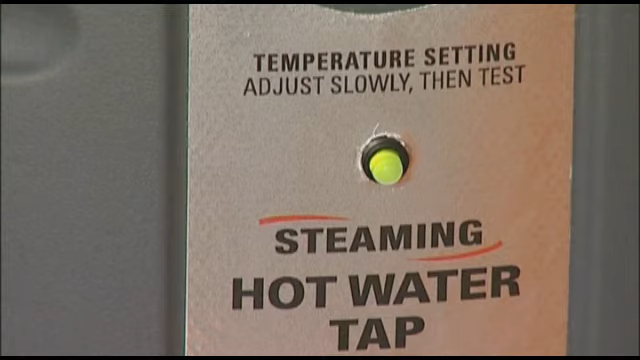 TEMPERATURE SETTING
ADJUST SLOWLY, THEN TEST
STEAMING
HOT WATER
TAP